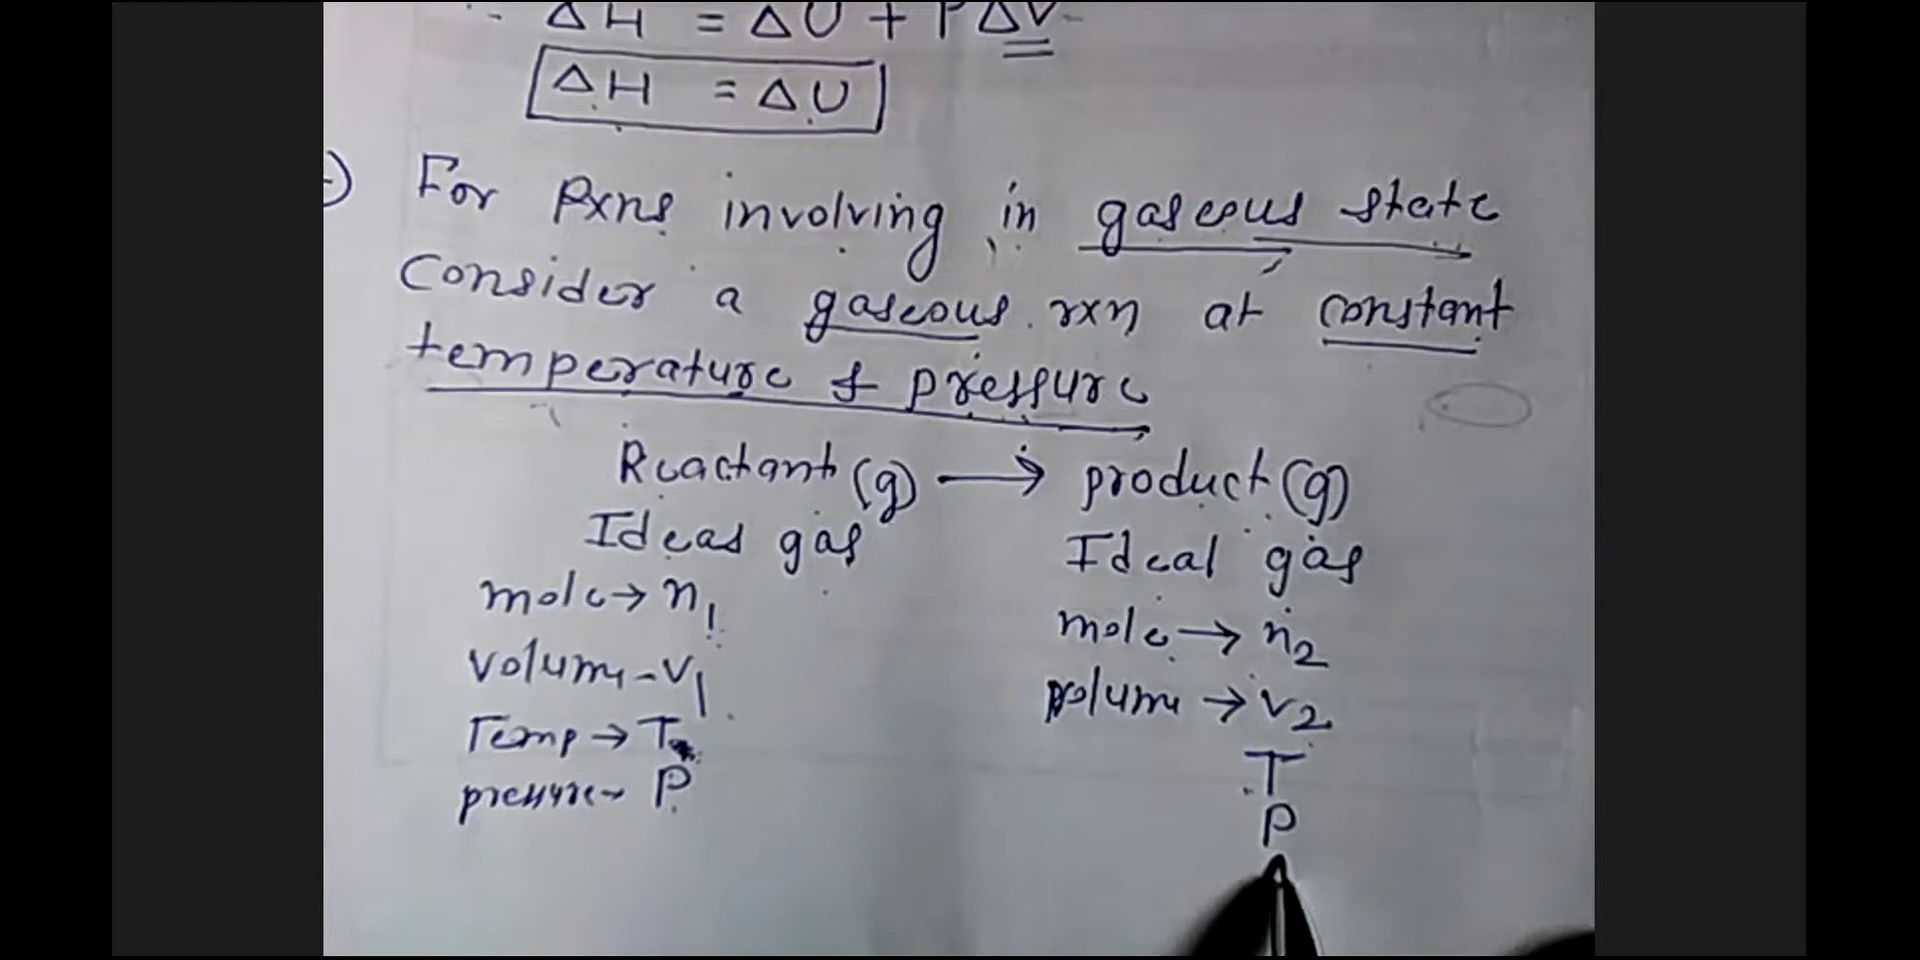 ΔH = ΔU + PΔV
ΔH = ΔU
For Rxns involving in gaseous state
Consider a gaseous rxn at constant
temperature & pressure
Reactant (g) → product (g)
Ideal gas Ideal gas
mole → n1 mole → n2
volume - V1 volume → V2
Temp → T T
pressure → P P